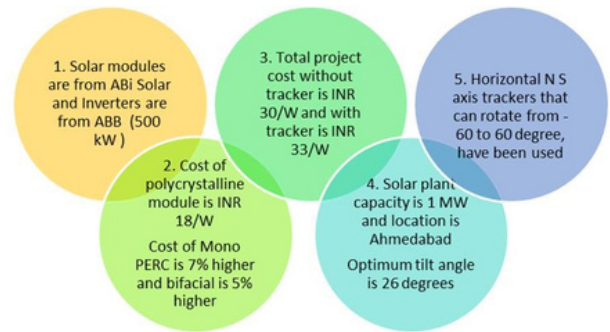 1. Solar modules
are from ABi Solar
and Inverters are
from ABB (500
kW )
2. Cost of
polycrystalline
module is INR
18/W
Cost of Mono
PERC is 7% higher
and bifacial is 5%
higher
3. Total project
cost without
tracker is INR
30/W and with
tracker is INR
33/W
4. Solar plant
capacity is 1 MW
and location is
Ahmedabad
Optimum tilt angle
is 26 degrees
5. Horizontal N S
axis trackers that
can rotate from -
60 to 60 degree,
have been used